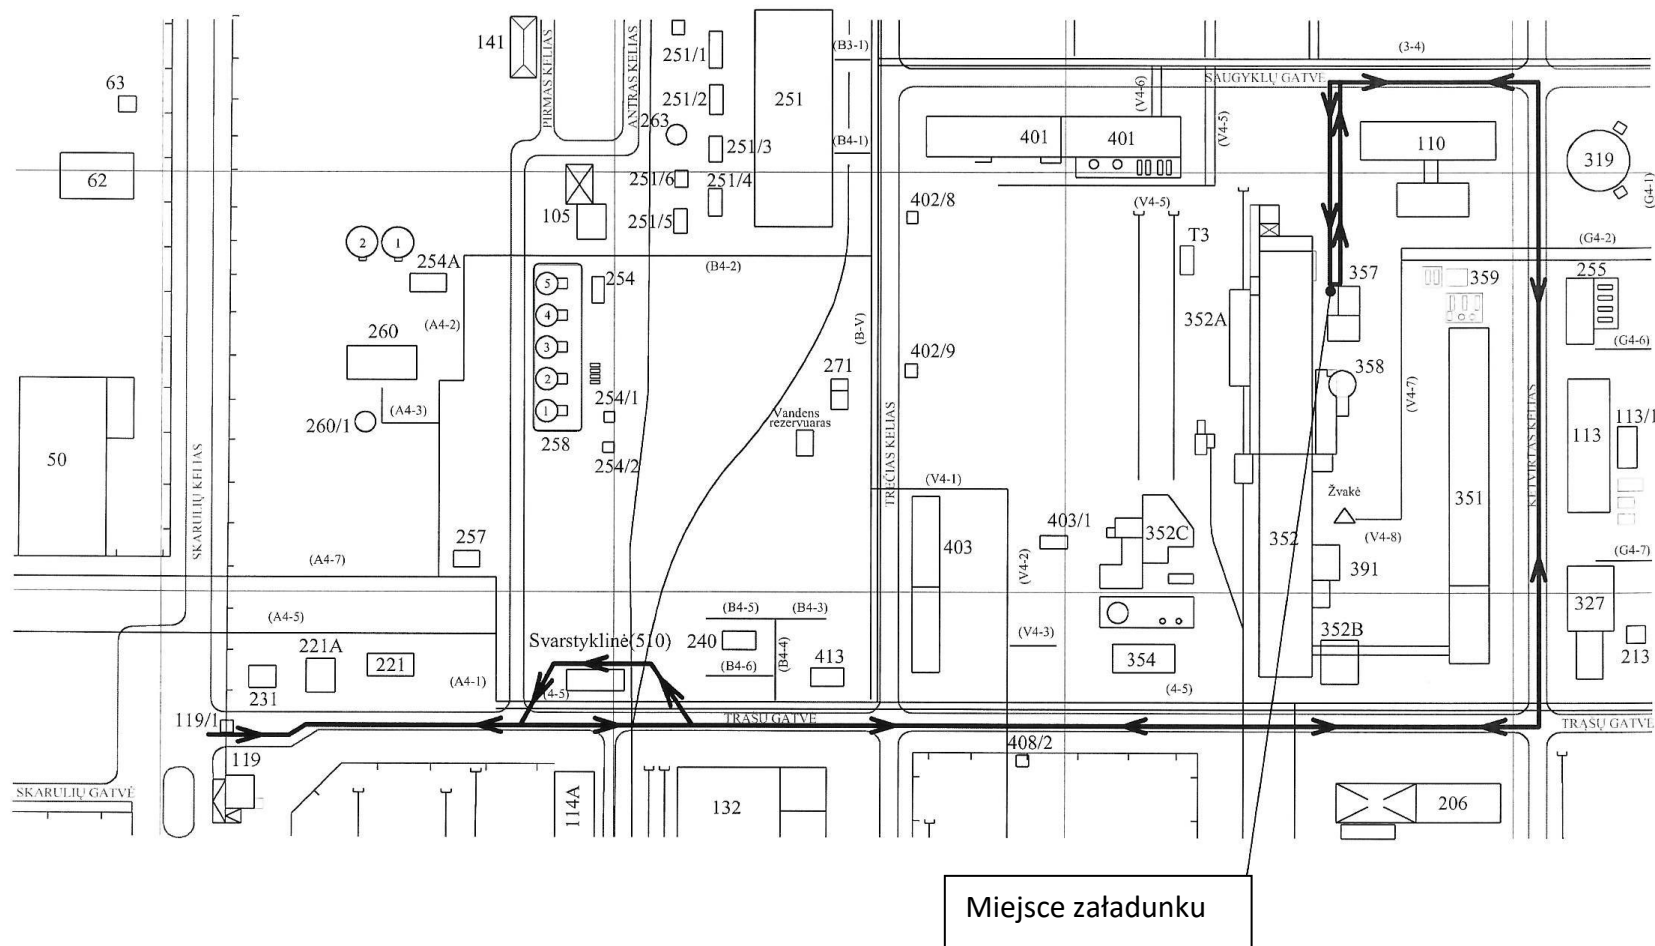 141
63
62
PIRMAS KELIAS
ANTRAS KELIAS
251/1
251/2
263
251/3
251/6
251/4
251/5
251
(B3-1)
(B4-1)
105
2
1
254A
(A4-2)
260
(A4-3)
260/1
50
SKARULIŲ KELIAS
5
4
3
2
1
258
254
254/1
254/2
(B4-2)
(B-V)
271
Vandens
rezervuaras
257
(A4-7)
(A4-5)
221A
221
231
(A4-1)
119/1
119
SKARULIŲ GATVĖ
Svarstyklinė(510)
(4-5)
240
(B4-5)
(B4-3)
(B4-6)
(B4-4)
413
TRAŠU GATVE
114A
132
TREČIAS KELIAS
(3-4)
SAUGYKLŲ GATVĖ
(V4-6)
(V4-5)
401
401
402/8
(V4-5)
T3
402/9
352A
110
357
358
359
(V4-7)
(G4-2)
319
(G4-1)
255
(G4-6)
113
113/1
351
KETVIRTAS KELIAS
Žvakė
(V4-8)
(V4-1)
403
(V4-2)
403/1
352C
352
391
(G4-7)
327
213
352B
(V4-3)
354
(4-5)
TRĄŠŲ GATVĖ
408/2
206
Miejsce załadunku